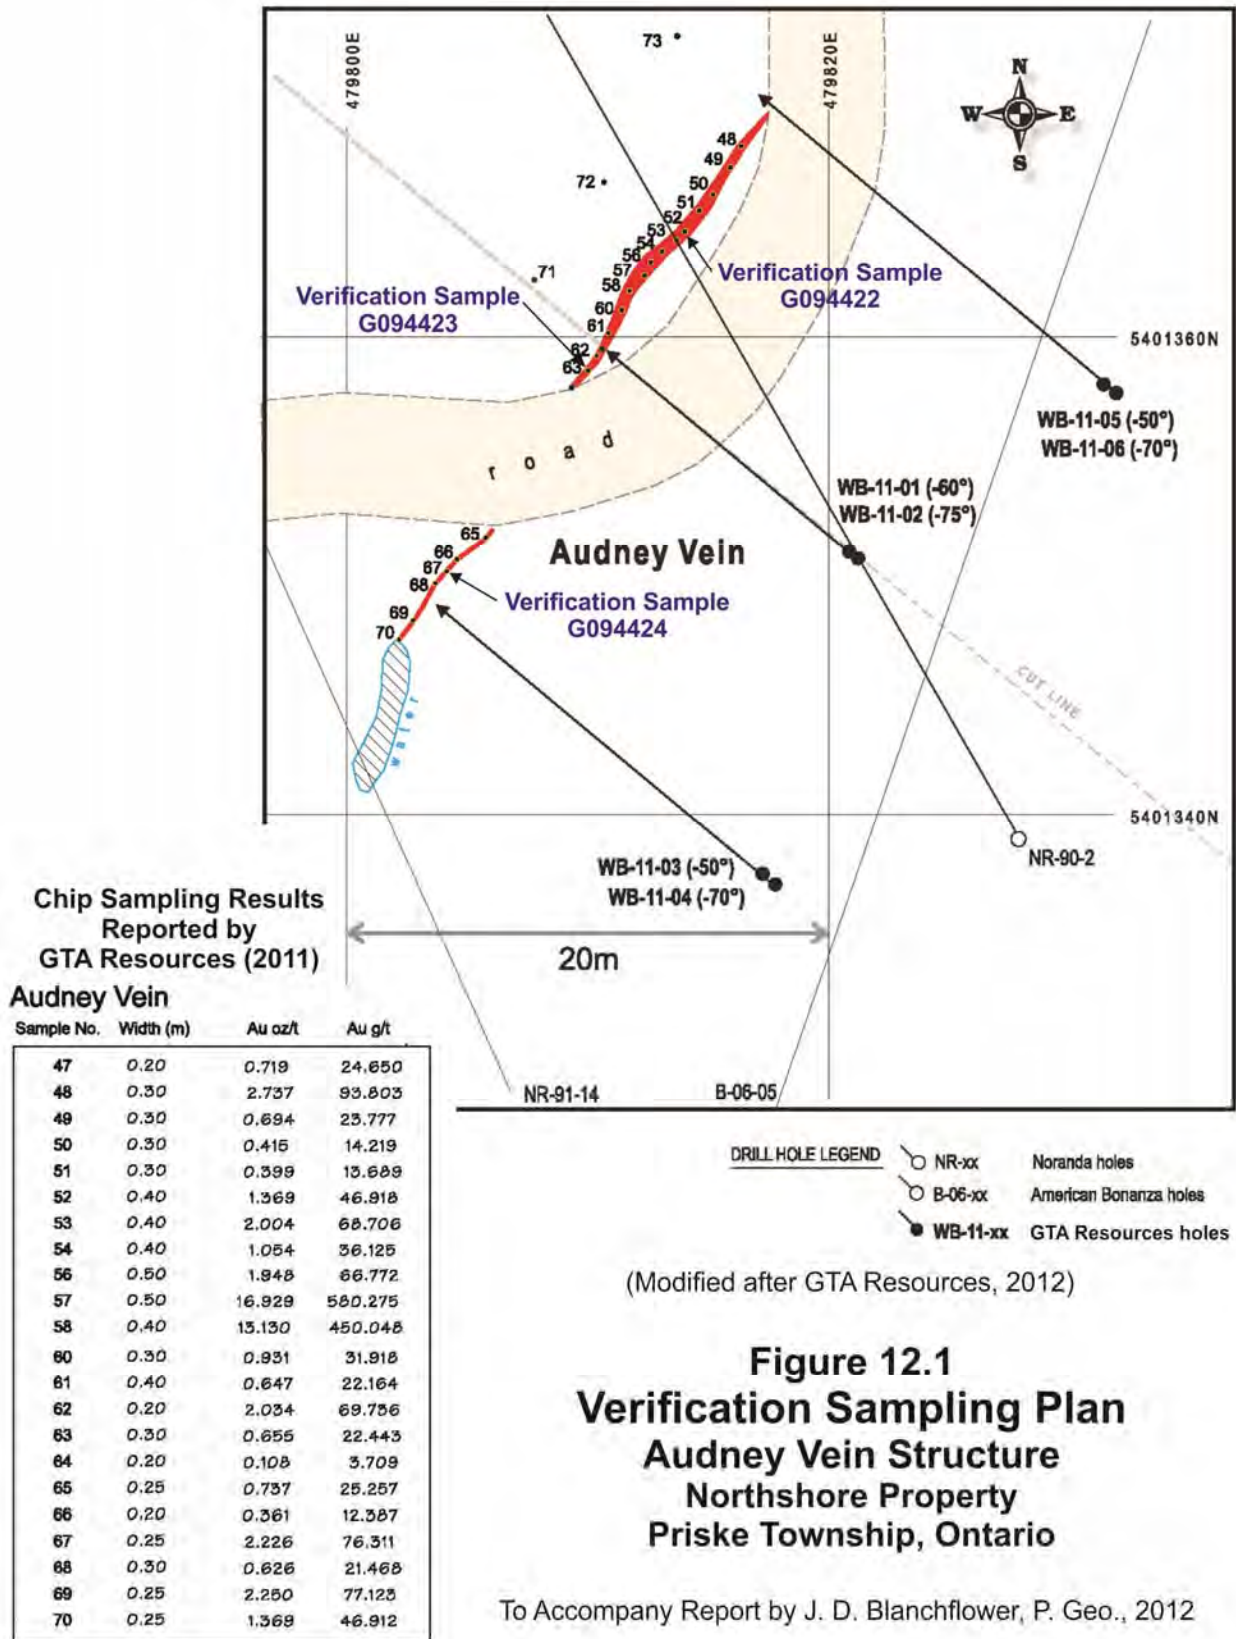 73
479800E
479820E
N
W E
S
48
49
72
50
51
52
53
54
56
71
57
Verification Sample
G094422
58
Verification Sample
G094423
60
61
5401360N
62
63
WB-11-05 (-50°)
WB-11-06 (-70°)
road
WB-11-01 (-60°)
WB-11-02 (-75°)
65
Audney Vein
66
67
68
Verification Sample
G094424
69
70
CUT LINE
water
5401340N
NR-90-2
WB-11-03 (-50°)
WB-11-04 (-70°)
20m
NR-91-14
B-06-05
Chip Sampling Results
Reported by
GTA Resources (2011)
Audney Vein
Sample No. Width (m) Au oz/t Au g/t
47 0.20 0.719 24.650
48 0.30 2.737 93.803
49 0.30 0.694 23.777
50 0.30 0.415 14.219
51 0.30 0.399 13.689
52 0.40 1.369 46.918
53 0.40 2.004 68.706
54 0.40 1.054 36.125
56 0.50 1.948 66.772
57 0.50 16.929 580.275
58 0.40 13.130 450.048
60 0.30 0.931 31.918
61 0.40 0.647 22.164
62 0.20 2.034 69.736
63 0.30 0.655 22.443
64 0.20 0.108 3.709
65 0.25 0.737 25.257
66 0.20 0.361 12.387
67 0.25 2.226 76.311
68 0.30 0.626 21.468
69 0.25 2.250 77.123
70 0.25 1.369 46.912
DRILL HOLE LEGEND
NR-xx Noranda holes
B-06-xx American Bonanza holes
WB-11-xx GTA Resources holes
(Modified after GTA Resources, 2012)
Figure 12.1
Verification Sampling Plan
Audney Vein Structure
Northshore Property
Priske Township, Ontario
To Accompany Report by J. D. Blanchflower, P. Geo., 2012